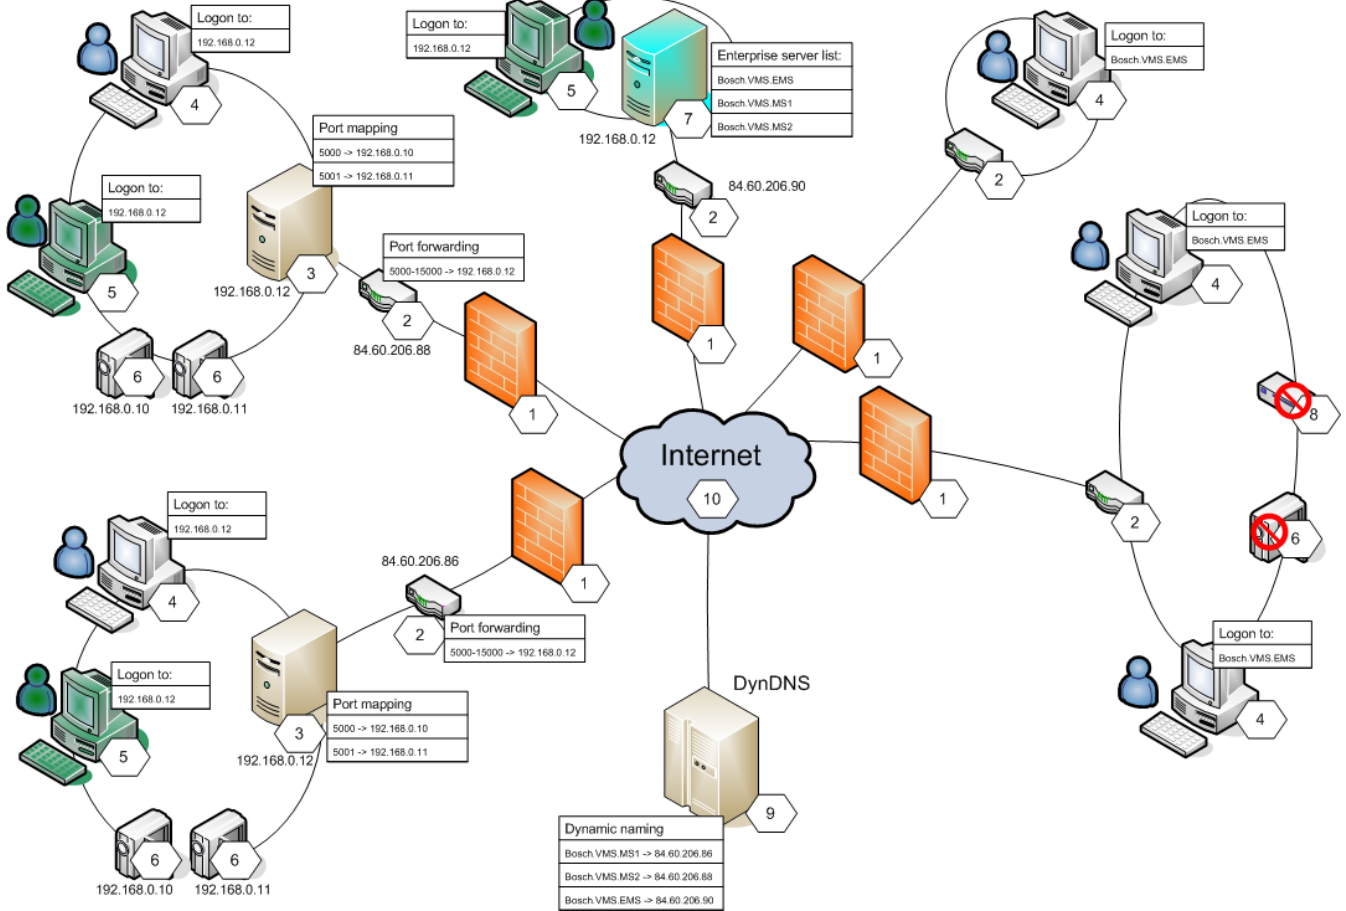 Logon to:
192.168.0.12
4
Logon to:
192.168.0.12
5
Port mapping
5000 -> 192.168.0.10
5001 -> 192.168.0.11
3
192.168.0.12
6
192.168.0.10
6
192.168.0.11
Port forwarding
5000-15000 -> 192.168.0.12
2
84.60.206.88
1
Logon to:
192.168.0.12
5
Enterprise server list:
Bosch.VMS.EMS
Bosch.VMS.MS1
Bosch.VMS.MS2
7
192.168.0.12
84.60.206.90
2
1
Logon to:
Bosch.VMS.EMS
4
2
1
Logon to:
Bosch.VMS.EMS
4
8
6
2
1
Logon to:
Bosch.VMS.EMS
4
Internet
10
Logon to:
192.168.0.12
4
Logon to:
192.168.0.12
5
84.60.206.86
2
Port forwarding
5000-15000 -> 192.168.0.12
1
3
192.168.0.12
Port mapping
5000 -> 192.168.0.10
5001 -> 192.168.0.11
6
192.168.0.10
6
192.168.0.11
DynDNS
9
Dynamic naming
Bosch.VMS.MS1 -> 84.60.206.86
Bosch.VMS.MS2 -> 84.60.206.88
Bosch.VMS.EMS -> 84.60.206.90